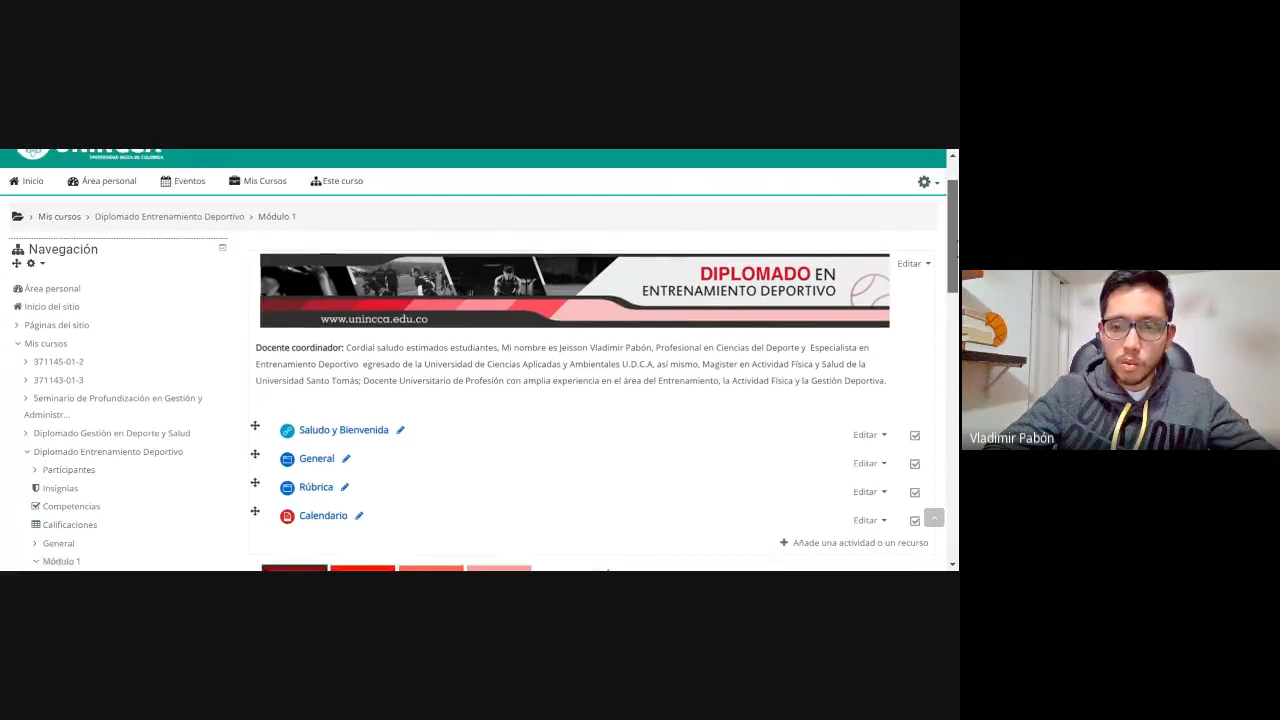 UNINCCA
UNIVERSIDAD INCCA DE COLOMBIA
Inicio
Área personal
Eventos
Mis Cursos
Este curso
Mis cursos › Diplomado Entrenamiento Deportivo › Módulo 1
Navegación
Área personal
Inicio del sitio
Páginas del sitio
Mis cursos
371145-01-2
371143-01-3
Seminario de Profundización en Gestión y
Administr...
Diplomado Gestión en Deporte y Salud
Diplomado Entrenamiento Deportivo
Participantes
Insignias
Competencias
Calificaciones
General
Módulo 1
DIPLOMADO EN
ENTRENAMIENTO DEPORTIVO
www.unincca.edu.co
Editar
Docente coordinador: Cordial saludo estimados estudiantes, Mi nombre es Jeisson Vladimir Pabón, Profesional en Ciencias del Deporte y Especialista en
Entrenamiento Deportivo egresado de la Universidad de Ciencias Aplicadas y Ambientales U.D.C.A, así mismo, Magister en Actividad Física y Salud de la
Universidad Santo Tomás; Docente Universitario de Profesión con amplia experiencia en el área del Entrenamiento, la Actividad Física y la Gestión Deportiva.
Saludo y Bienvenida
Editar
General
Editar
Rúbrica
Editar
Calendario
Editar
Añade una actividad o un recurso
Vladimir Pabón